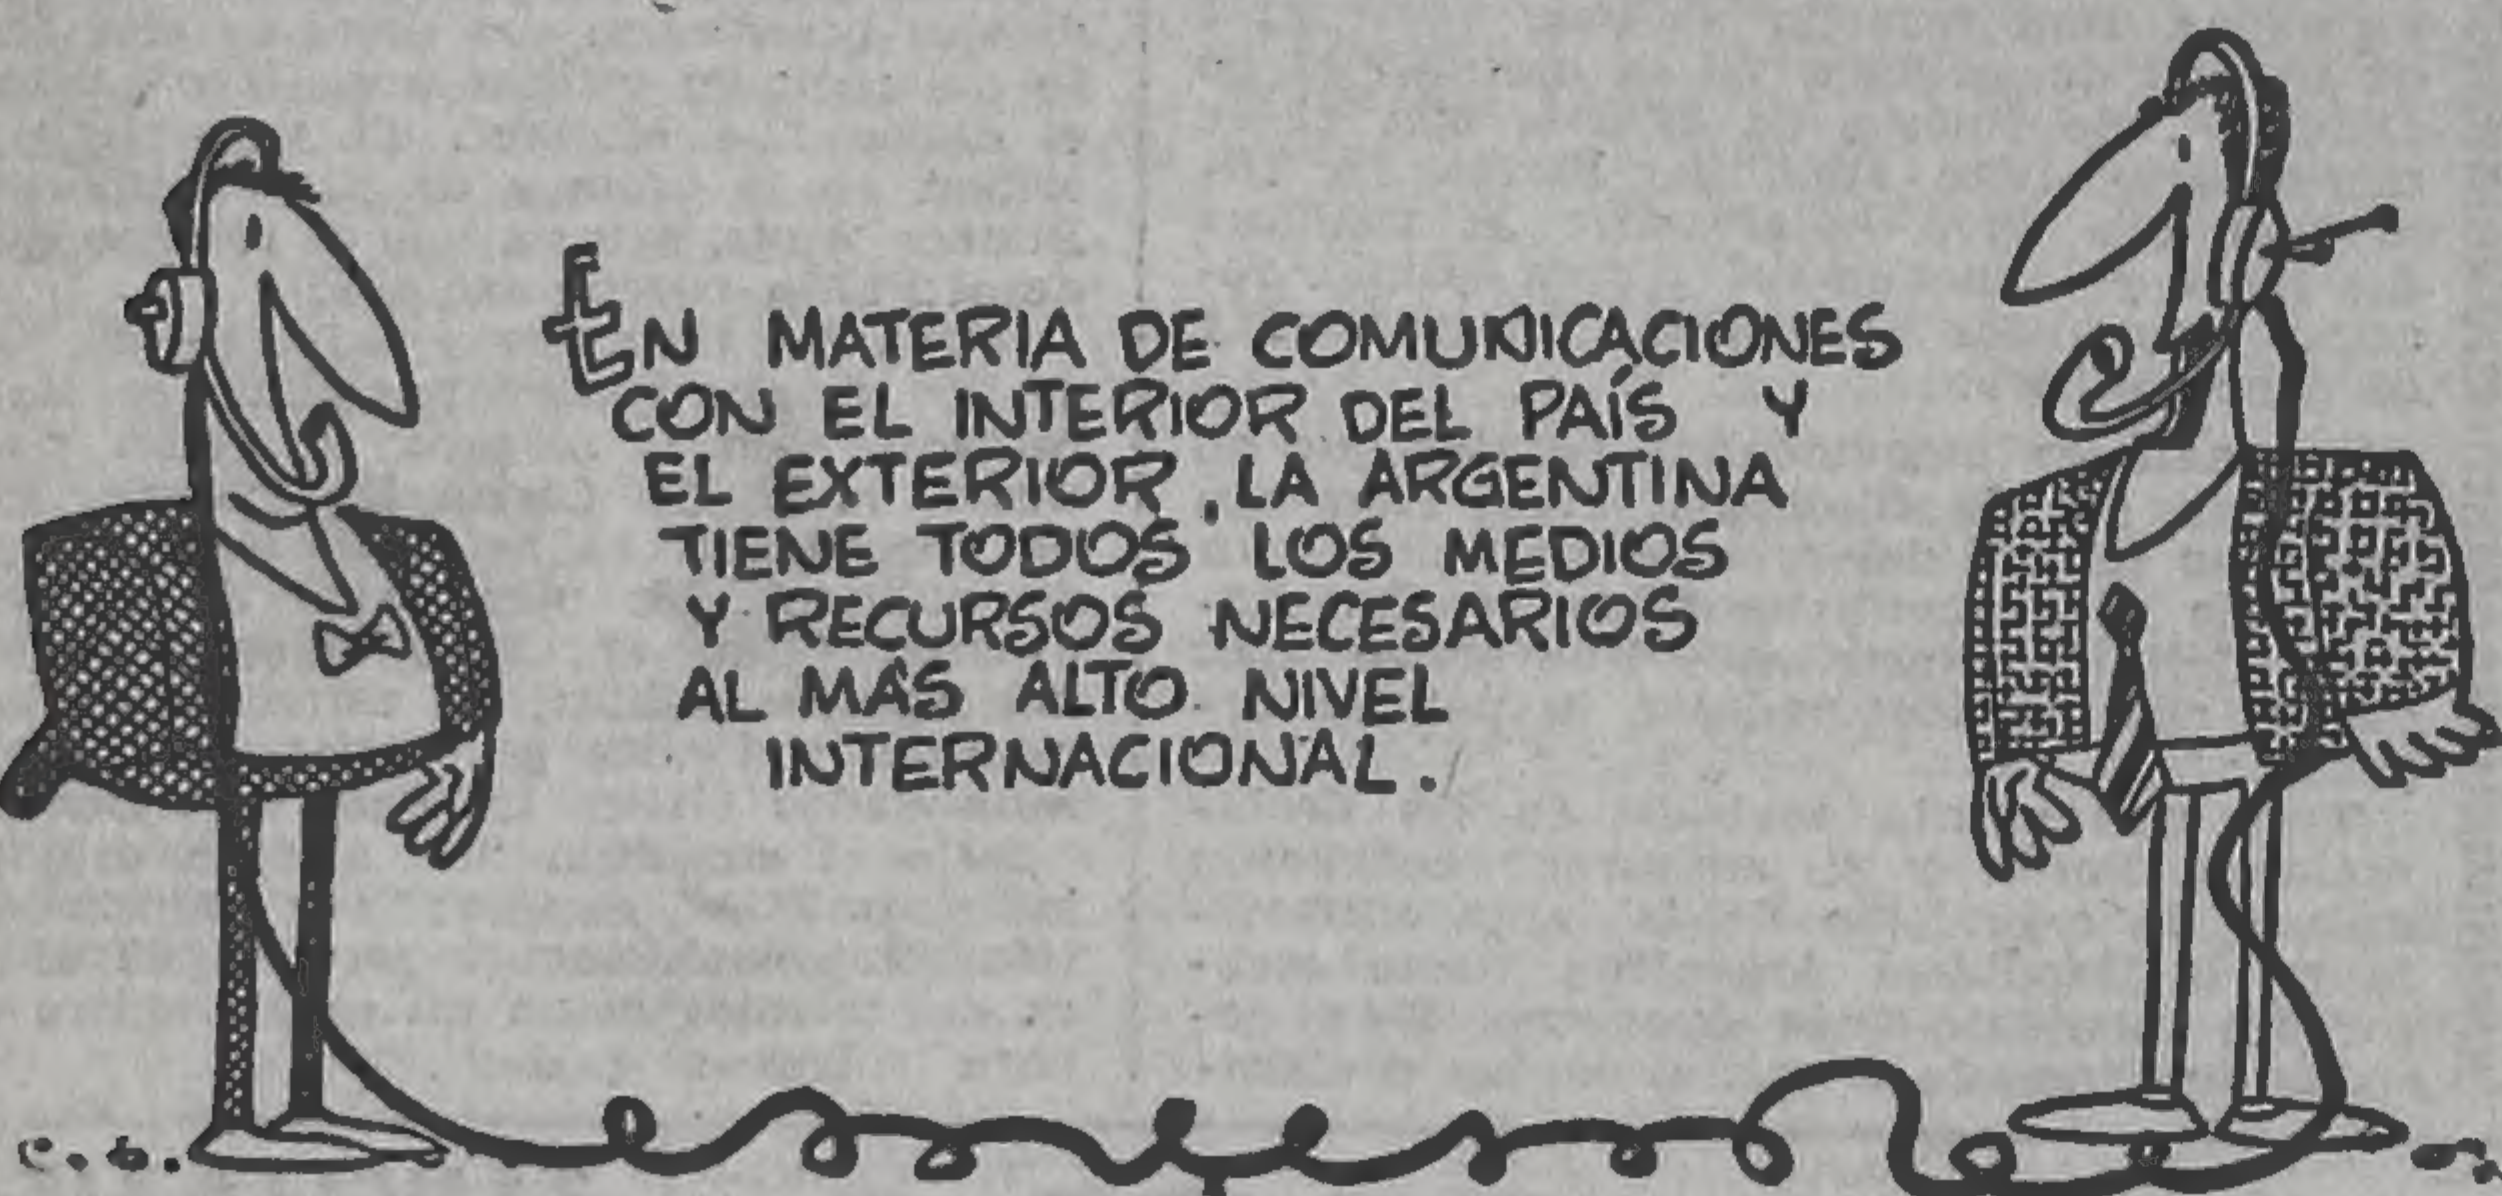 EN MATERIA DE COMUNICACIONES
CON EL INTERIOR DEL PAÍS Y
EL EXTERIOR, LA ARGENTINA
TIENE TODOS LOS MEDIOS
Y RECURSOS NECESARIOS
AL MÁS ALTO NIVEL
INTERNACIONAL.